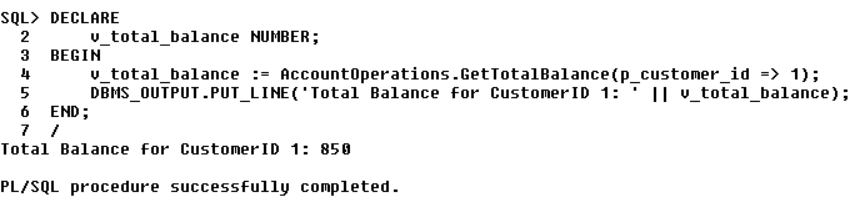 SQL> DECLARE
  2      v_total_balance NUMBER;
  3  BEGIN
  4      v_total_balance := AccountOperations.GetTotalBalance(p_customer_id => 1);
  5      DBMS_OUTPUT.PUT_LINE('Total Balance for CustomerID 1: ' || v_total_balance);
  6  END;
  7  /
Total Balance for CustomerID 1: 850

PL/SQL procedure successfully completed.